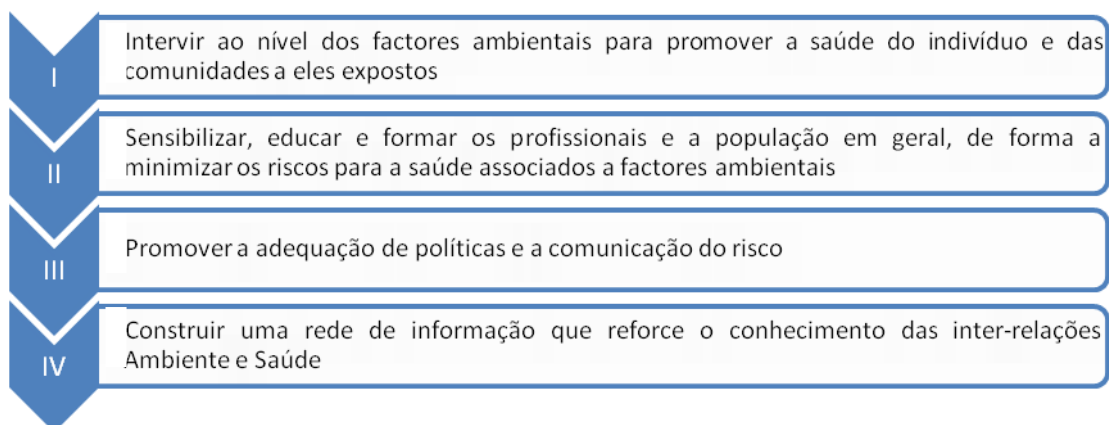 I
Intervir ao nível dos factores ambientais para promover a saúde do indivíduo e das
comunidades a eles expostos
II
Sensibilizar, educar e formar os profissionais e a população em geral, de forma a
minimizar os riscos para a saúde associados a factores ambientais
III
Promover a adequação de políticas e a comunicação do risco
IV
Construir uma rede de informação que reforce o conhecimento das inter-relações
Ambiente e Saúde